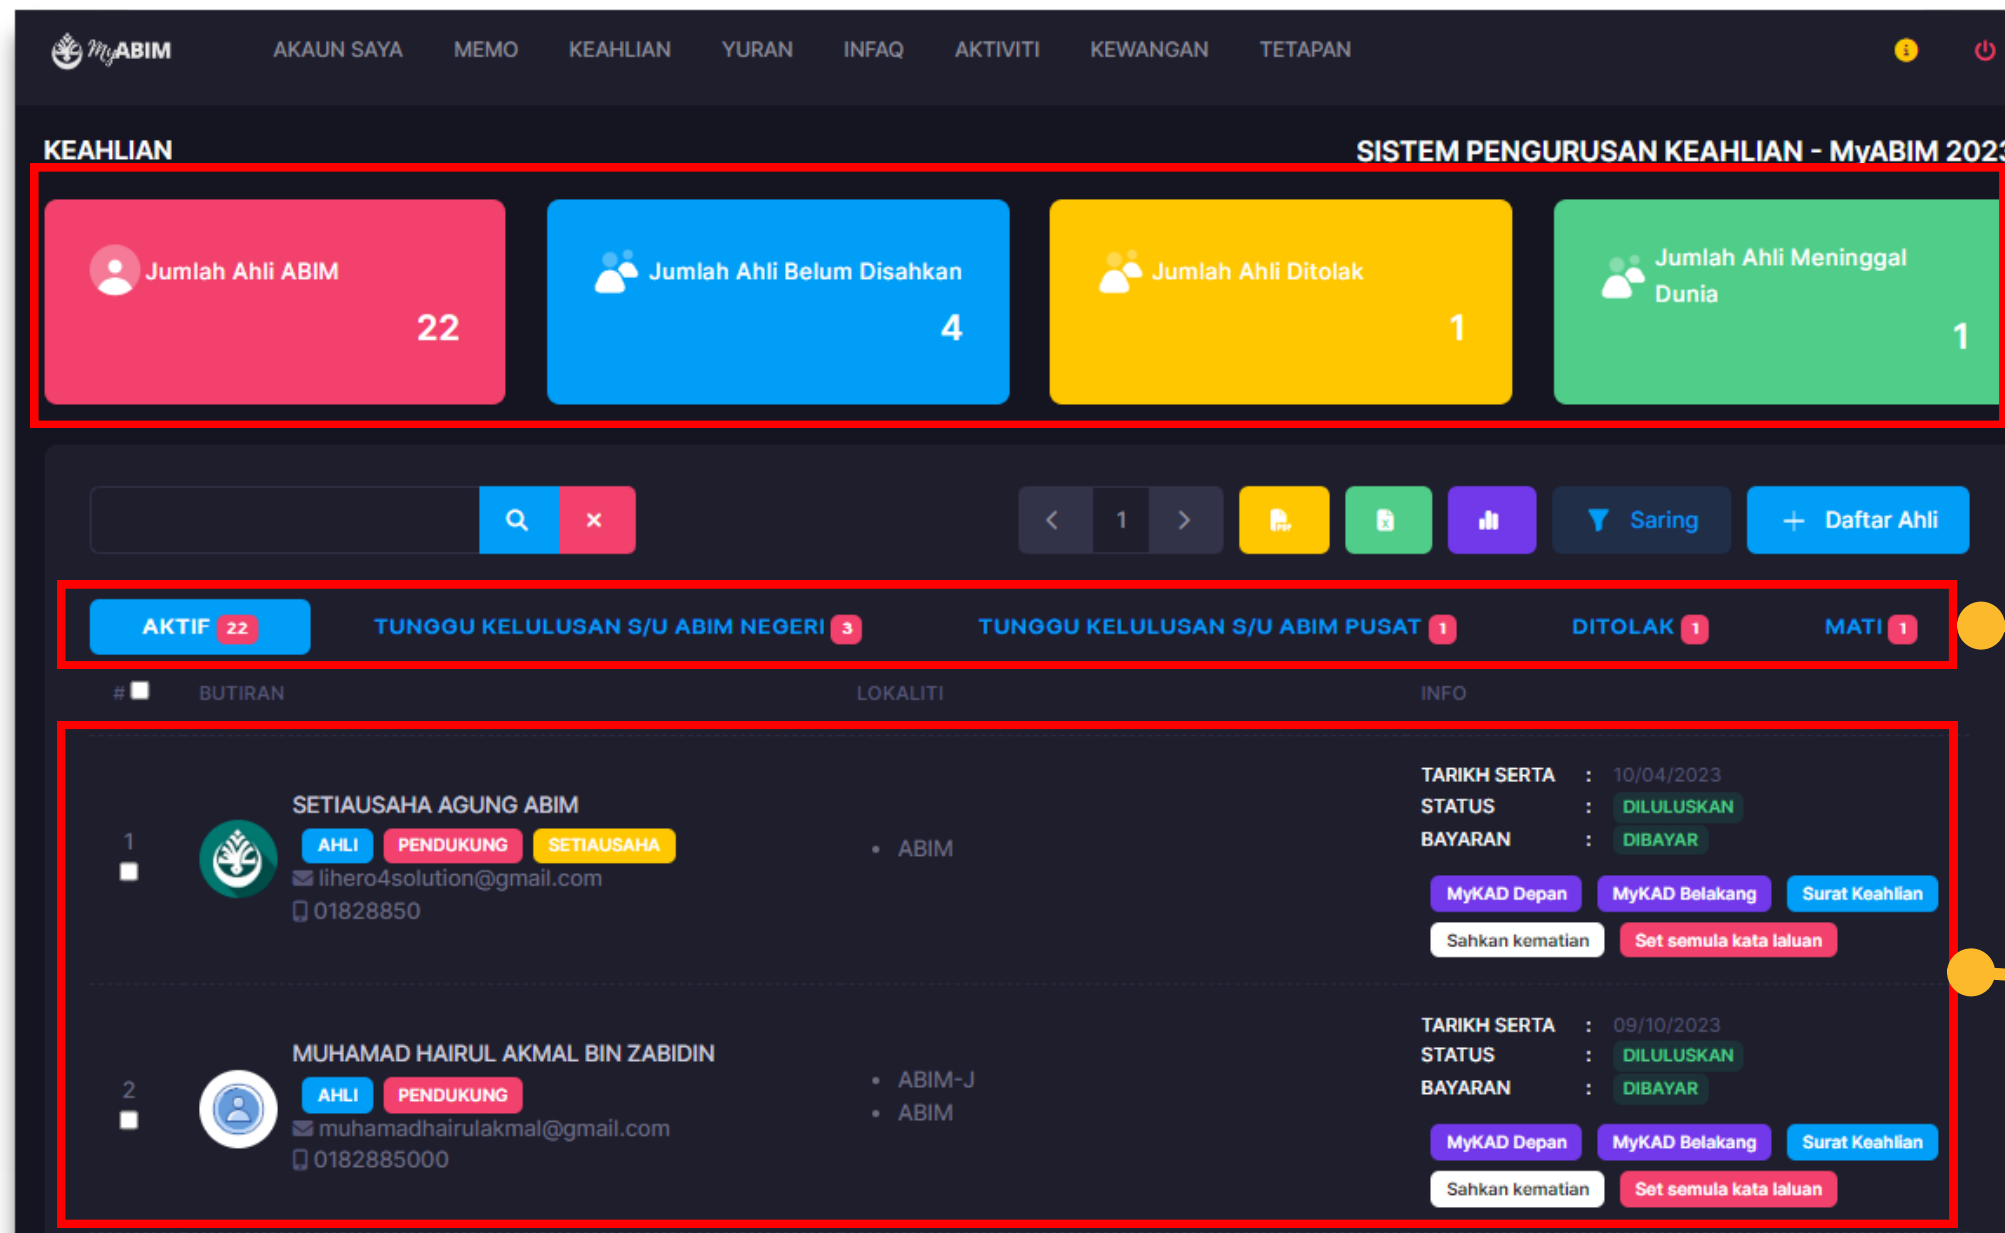 MyABIM AKAUN SAYA MEMO KEAHLIAN YURAN INFAQ AKTIVITI KEWANGAN TETAPAN
KEAHLIAN SISTEM PENGURUSAN KEAHLIAN - MyABIM 2023
Jumlah Ahli ABIM
22
Jumlah Ahli Belum Disahkan
4
Jumlah Ahli Ditolak
1
Jumlah Ahli Meninggal
Dunia
1
1 Saring + Daftar Ahli
AKTIF 22 TUNGGU KELULUSAN S/U ABIM NEGERI 3 TUNGGU KELULUSAN S/U ABIM PUSAT 1 DITOLAK 1 MATI 1
# BUTIRAN LOKALITI INFO
1
SETIAUSAHA AGUNG ABIM
AHLI PENDUKUNG SETIAUSAHA
lihero4solution@gmail.com
01828850
• ABIM
TARIKH SERTA : 10/04/2023
STATUS : DILULUSKAN
BAYARAN : DIBAYAR
MyKAD Depan MyKAD Belakang Surat Keahlian
Sahkan kematian Set semula kata laluan
2
MUHAMAD HAIRUL AKMAL BIN ZABIDIN
AHLI PENDUKUNG
muhamadhairulakmal@gmail.com
0182885000
• ABIM-J
• ABIM
TARIKH SERTA : 09/10/2023
STATUS : DILULUSKAN
BAYARAN : DIBAYAR
MyKAD Depan MyKAD Belakang Surat Keahlian
Sahkan kematian Set semula kata laluan